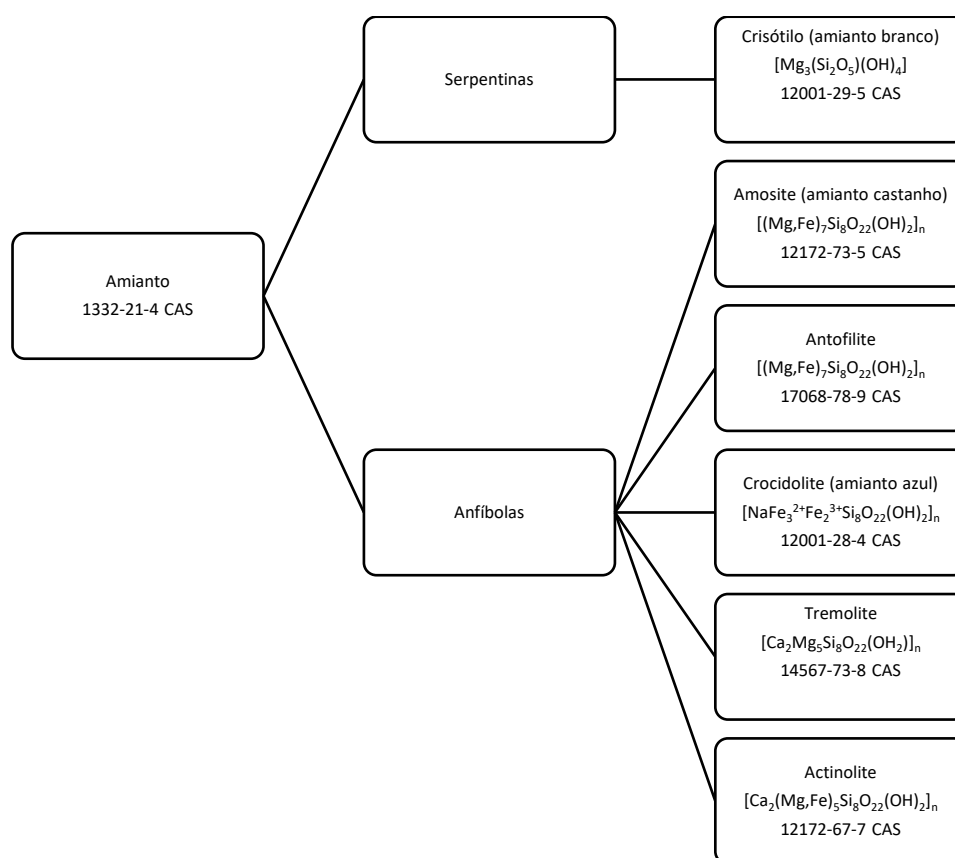 Amianto
1332-21-4 CAS
Serpentinas
Crisótilo (amianto branco)
[Mg₃(Si₂O₅)(OH)₄]
12001-29-5 CAS
Anfíbolas
Amosite (amianto castanho)
[(Mg,Fe)₇Si₈O₂₂(OH)₂]ₙ
12172-73-5 CAS
Antofilite
[(Mg,Fe)₇Si₈O₂₂(OH)₂]ₙ
17068-78-9 CAS
Crocidolite (amianto azul)
[NaFe₃²⁺Fe₂³⁺Si₈O₂₂(OH)₂]ₙ
12001-28-4 CAS
Tremolite
[Ca₂Mg₅Si₈O₂₂(OH₂)]ₙ
14567-73-8 CAS
Actinolite
[Ca₂(Mg,Fe)₅Si₈O₂₂(OH)₂]ₙ
12172-67-7 CAS